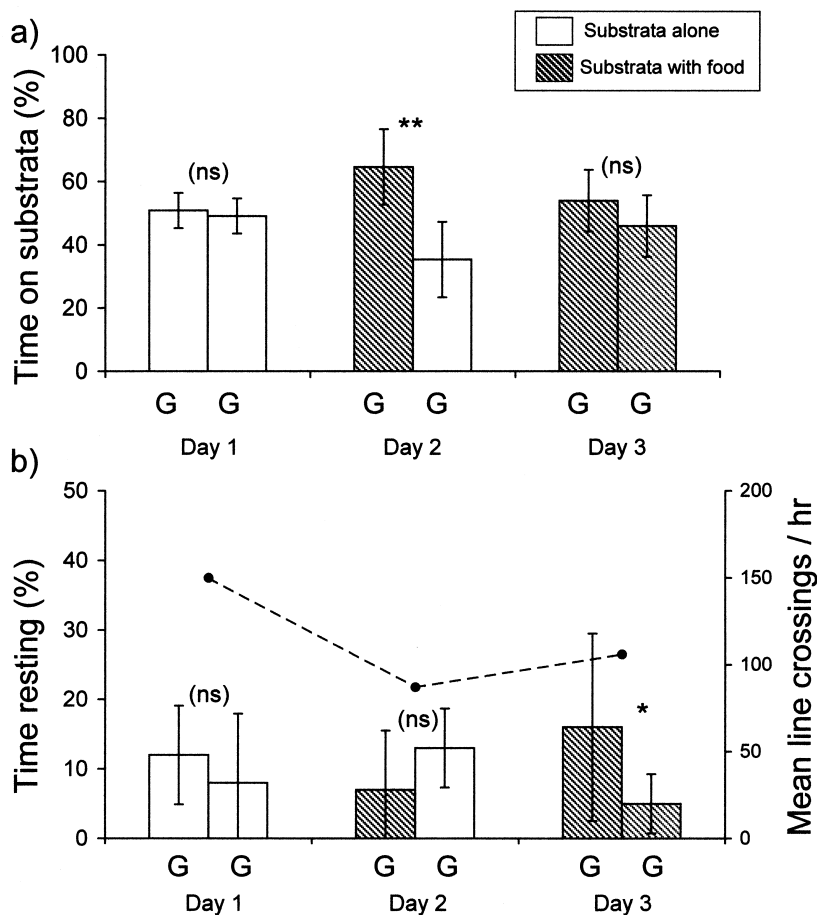 a)
Substrata alone
Substrata with food
Time on substrata (%)
100
80
60
40
20
0
(ns)
**
(ns)
G G G G G G
Day 1 Day 2 Day 3
b)
Time resting (%)
50
40
30
20
10
0
Mean line crossings / hr
200
150
100
50
0
(ns)
(ns)
*
G G G G G G
Day 1 Day 2 Day 3